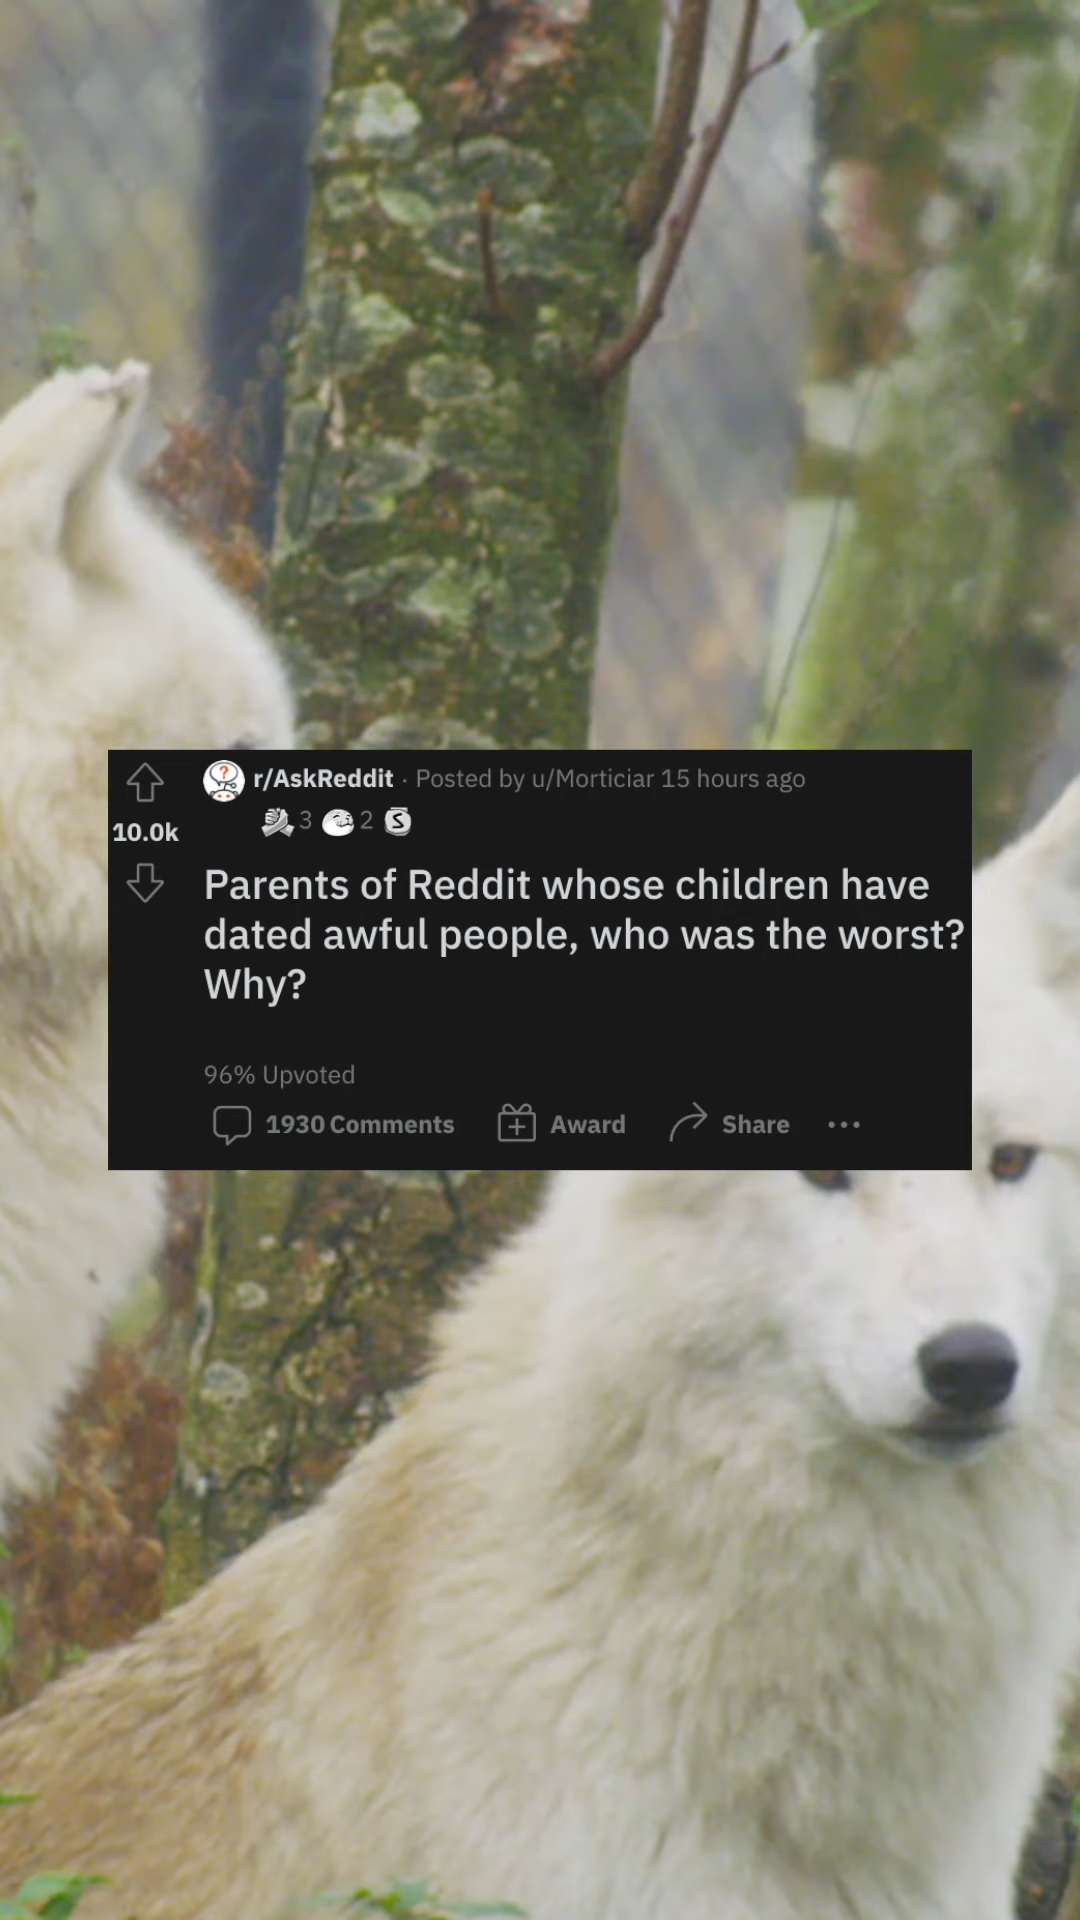 r/AskReddit · Posted by u/Morticiar 15 hours ago
3 2 S
10.0k
Parents of Reddit whose children have
dated awful people, who was the worst?
Why?
96% Upvoted
1930 Comments Award Share ···